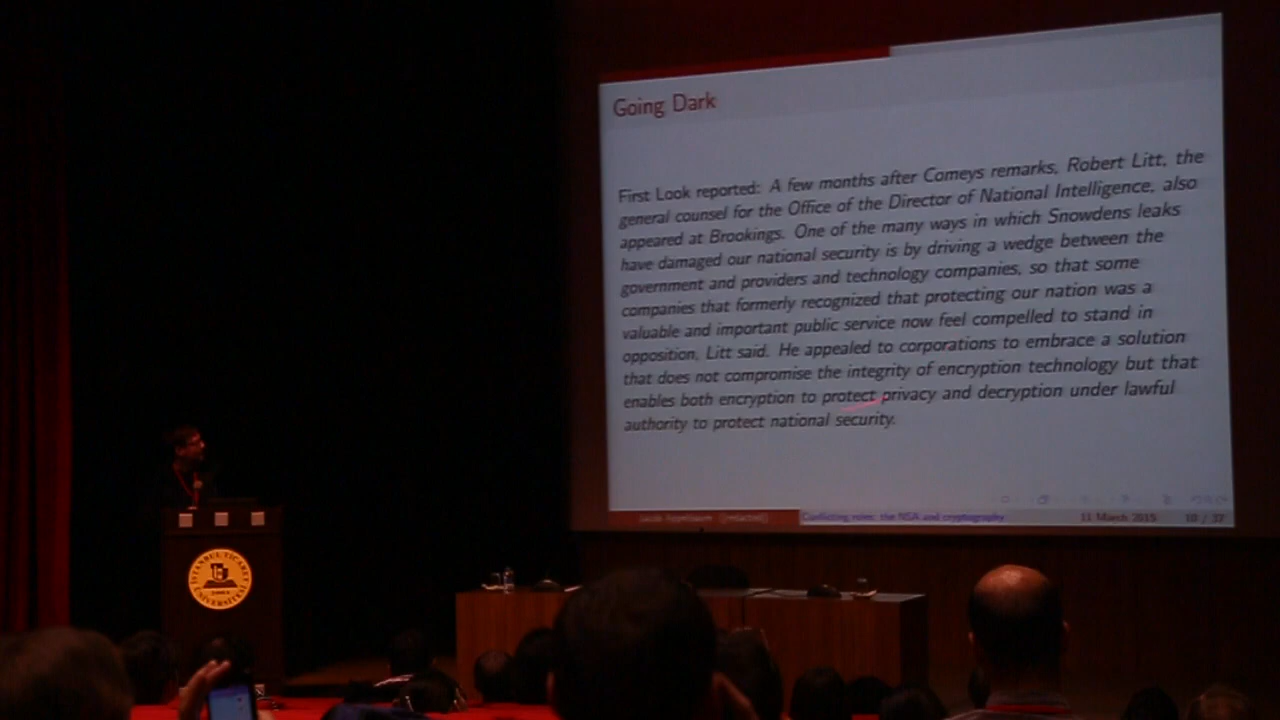 Going Dark
First Look reported: A few months after Comeys remarks, Robert Litt, the
general counsel for the Office of the Director of National Intelligence, also
appeared at Brookings. One of the many ways in which Snowdens leaks
have damaged our national security is by driving a wedge between the
government and providers and technology companies, so that some
companies that formerly recognized that protecting our nation was a
valuable and important public service now feel compelled to stand in
opposition, Litt said. He appealed to corporations to embrace a solution
that does not compromise the integrity of encryption technology but that
enables both encryption to protect privacy and decryption under lawful
authority to protect national security.
Conflicting roles: the NSA and cryptography
11 March 2015 10 / 37
ISTANBUL TICARET
ÜNIVERSITESI